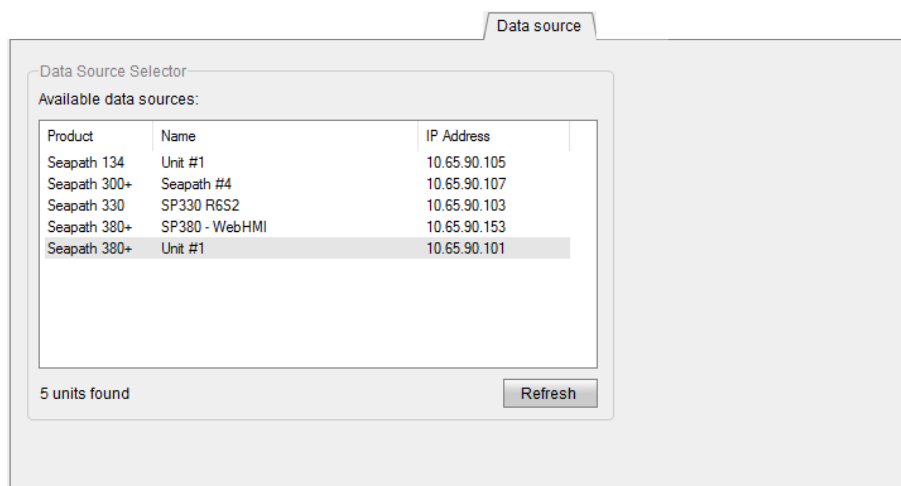 Data source
Data Source Selector
Available data sources:
Product Name IP Address
Seapath 134 Unit #1 10.65.90.105
Seapath 300+ Seapath #4 10.65.90.107
Seapath 330 SP330 R6S2 10.65.90.103
Seapath 380+ SP380 - WebHMI 10.65.90.153
Seapath 380+ Unit #1 10.65.90.101
5 units found Refresh